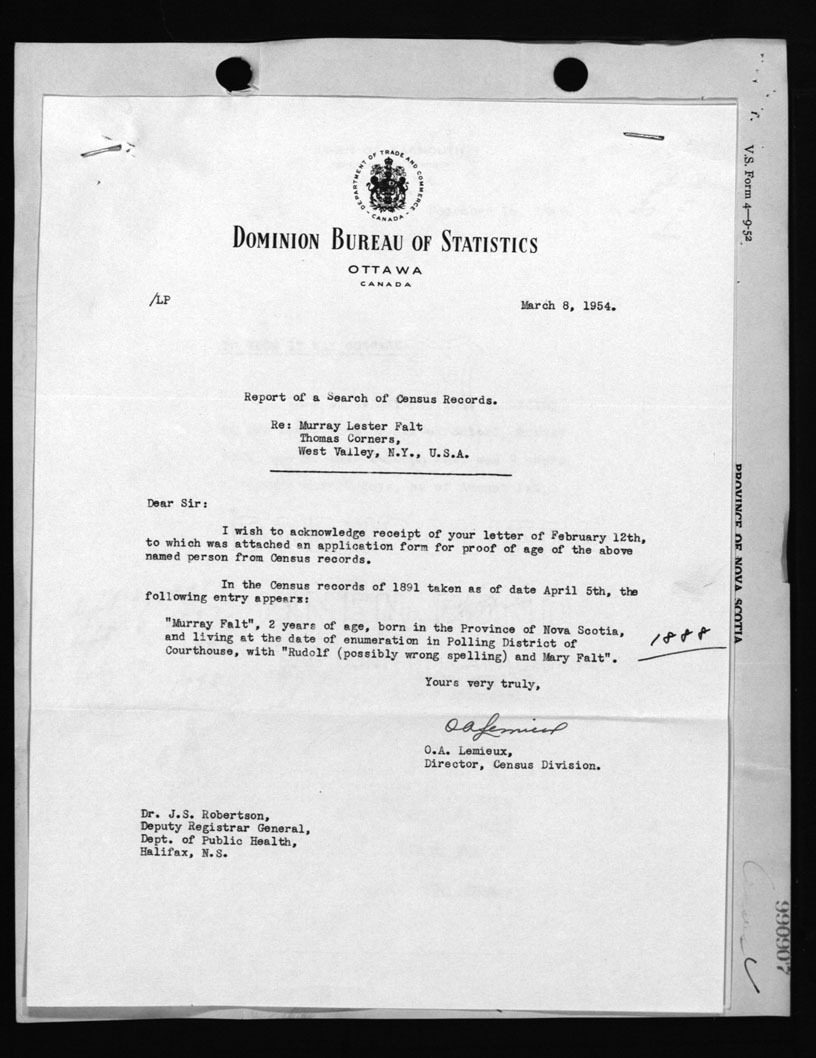 DEPARTMENT OF TRADE AND COMMERCE
- CANADA -
DOMINION BUREAU OF STATISTICS
OTTAWA
CANADA
/LP
March 8, 1954.
Report of a Search of Census Records.
Re: Murray Lester Falt
Thomas Corners,
West Valley, N.Y., U.S.A.
Dear Sir:
I wish to acknowledge receipt of your letter of February 12th,
to which was attached an application form for proof of age of the above
named person from Census records.
In the Census records of 1891 taken as of date April 5th, the
following entry appears:
"Murray Falt", 2 years of age, born in the Province of Nova Scotia,
and living at the date of enumeration in Polling District of
Courthouse, with "Rudolf (possibly wrong spelling) and Mary Falt".
1888
Yours very truly,
OALemieux
O.A. Lemieux,
Director, Census Division.
Dr. J.S. Robertson,
Deputy Registrar General,
Dept. of Public Health,
Halifax, N.S.
V.S. Form 4—9-52
PROVINCE OF NOVA SCOTIA